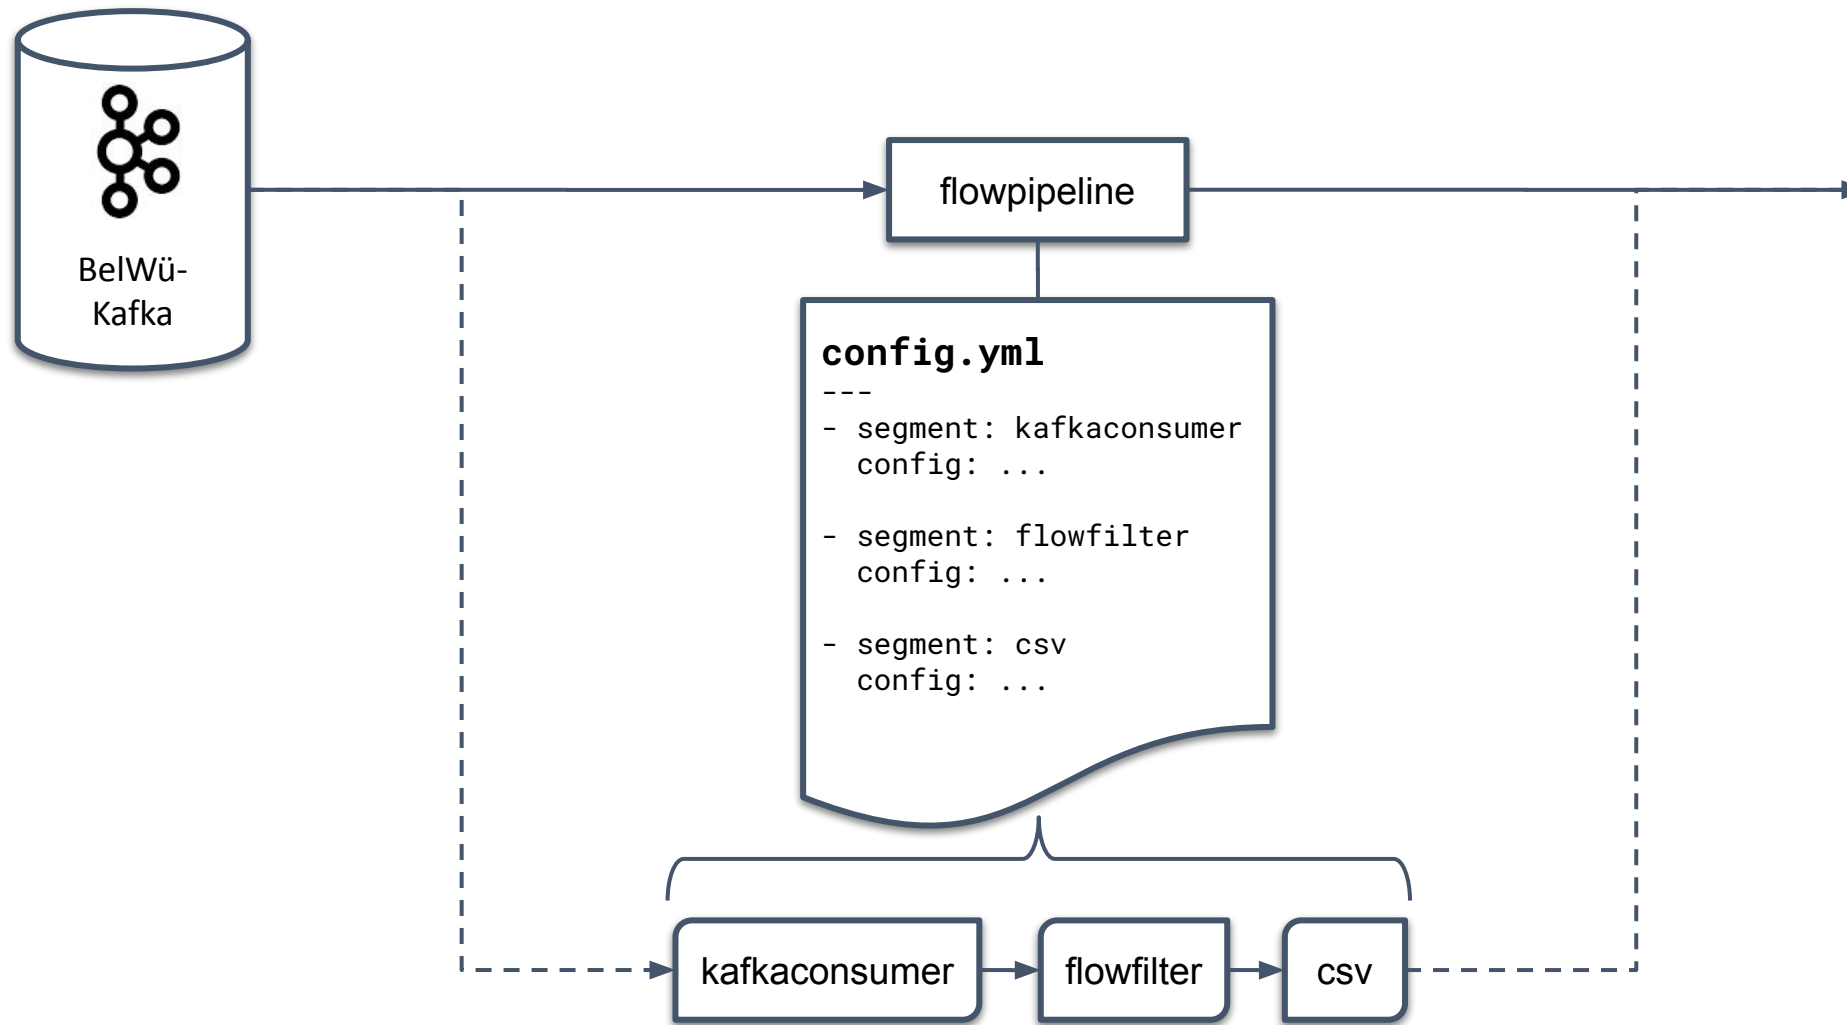 BelWü-
Kafka
flowpipeline
config.yml
---
- segment: kafkaconsumer
  config: ...
- segment: flowfilter
  config: ...
- segment: csv
  config: ...
kafkaconsumer
flowfilter
csv